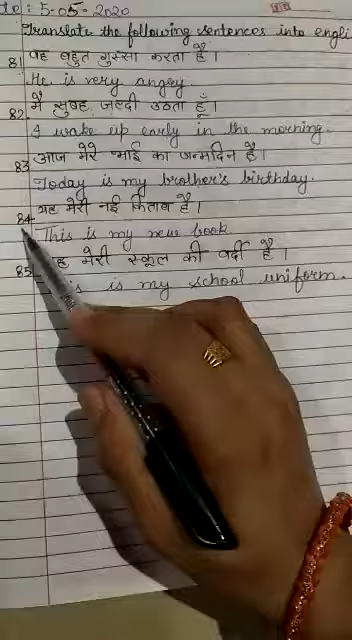 te: 5-05-2020
Translate the following sentences into engli
81 वह बहुत गुस्सा करता है।
He is very angry.
82. मैं सुबह जल्दी उठता हूँ।
I wake up early in the morning.
83 आज मेरे भाई का जन्मदिन है।
Today is my brother's birthday.
84 यह मेरी नई किताब है।
This is my new book
85 ह मेरी स्कूल की वर्दी है।
is is my school uniform.